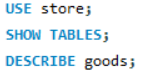 USE store;
SHOW TABLES;
DESCRIBE goods;